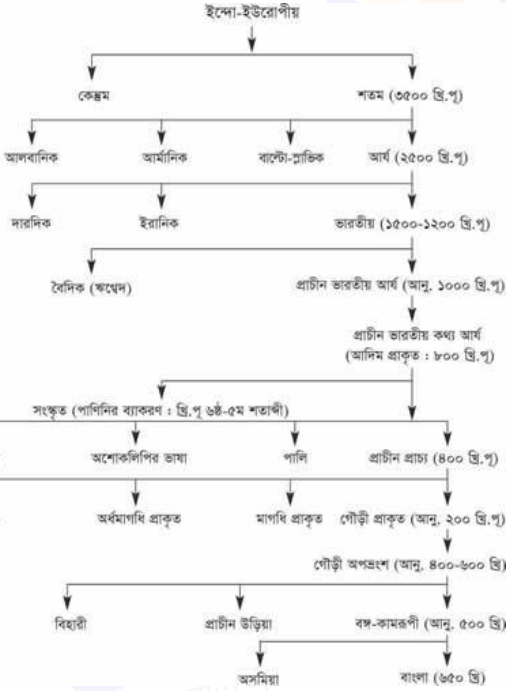 ইন্দো-ইউরোপীয়
কেন্তুম শতম (৩৫০০ খ্রি.পূ)
আলবানিক আর্মানিক বাল্টো-স্লাভিক আর্য (২৫০০ খ্রি.পূ)
দারদিক ইরানিক ভারতীয় (১৫০০-১২০০ খ্রি.পূ)
বৈদিক (ঋগ্বেদ) প্রাচীন ভারতীয় আর্য (আনু. ১০০০ খ্রি.পূ)
প্রাচীন ভারতীয় কথ্য আর্য
(আদিম প্রাকৃত : ৮০০ খ্রি.পূ)
সংস্কৃত (পাণিনির ব্যাকরণ : খ্রি.পূ ৬ষ্ঠ-৫ম শতাব্দী)
অশোকলিপির ভাষা পালি প্রাচীন প্রাচ্য (৪০০ খ্রি.পূ)
অর্ধমাগধি প্রাকৃত মাগধি প্রাকৃত গৌড়ী প্রাকৃত (আনু. ২০০ খ্রি.পূ)
গৌড়ী অপভ্রংশ (আনু. ৪০০-৬০০ খ্রি)
বিহারী প্রাচীন উড়িয়া বঙ্গ-কামরূপী (আনু. ৫০০ খ্রি)
অসমিয়া বাংলা (৬৫০ খ্রি)